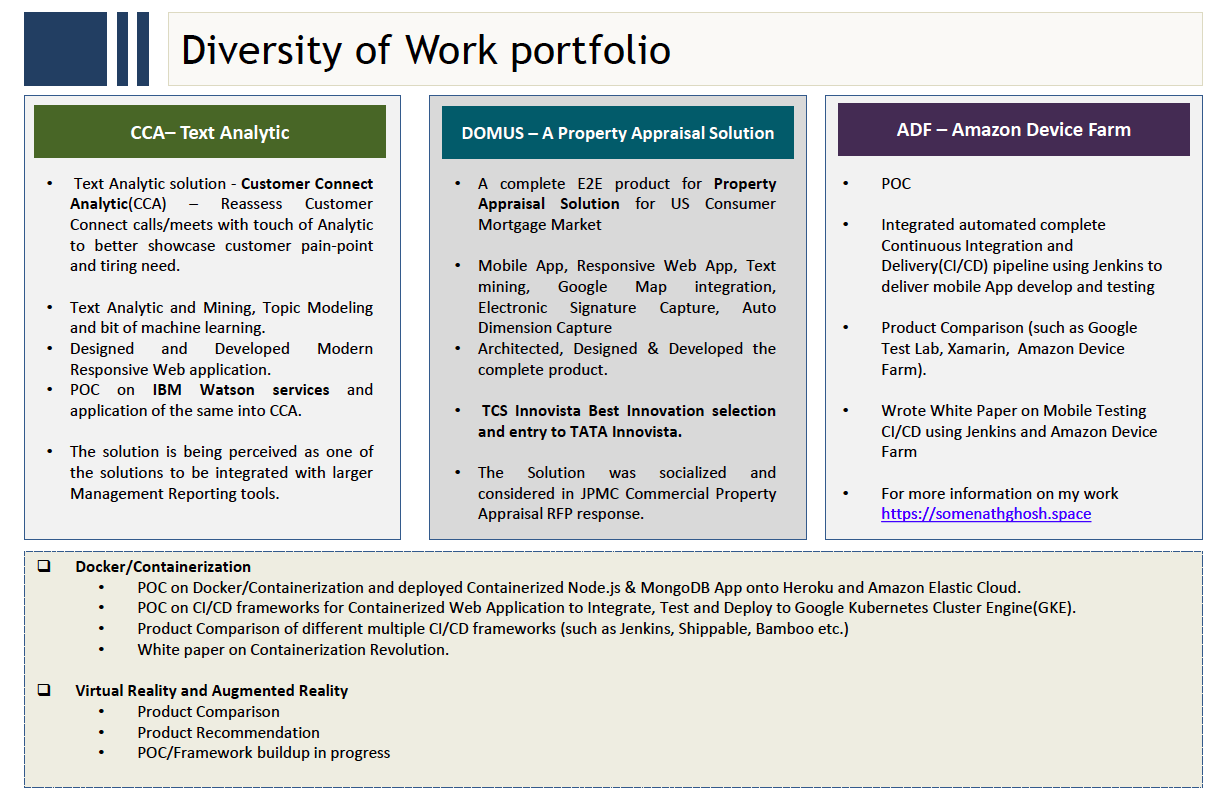 Diversity of Work portfolio
CCA– Text Analytic
• Text Analytic solution - Customer Connect
Analytic(CCA) – Reassess Customer
Connect calls/meets with touch of Analytic
to better showcase customer pain-point
and tiring need.
• Text Analytic and Mining, Topic Modeling
and bit of machine learning.
• Designed and Developed Modern
Responsive Web application.
• POC on IBM Watson services and
application of the same into CCA.
• The solution is being perceived as one of
the solutions to be integrated with larger
Management Reporting tools.
DOMUS – A Property Appraisal Solution
• A complete E2E product for Property
Appraisal Solution for US Consumer
Mortgage Market
• Mobile App, Responsive Web App, Text
mining, Google Map integration,
Electronic Signature Capture, Auto
Dimension Capture
• Architected, Designed & Developed the
complete product.
• TCS Innovista Best Innovation selection
and entry to TATA Innovista.
• The Solution was socialized and
considered in JPMC Commercial Property
Appraisal RFP response.
ADF – Amazon Device Farm
• POC
• Integrated automated complete
Continuous Integration and
Delivery(CI/CD) pipeline using Jenkins to
deliver mobile App develop and testing
• Product Comparison (such as Google
Test Lab, Xamarin, Amazon Device
Farm).
• Wrote White Paper on Mobile Testing
CI/CD using Jenkins and Amazon Device
Farm
• For more information on my work
https://somenathghosh.space
❑ Docker/Containerization
• POC on Docker/Containerization and deployed Containerized Node.js & MongoDB App onto Heroku and Amazon Elastic Cloud.
• POC on CI/CD frameworks for Containerized Web Application to Integrate, Test and Deploy to Google Kubernetes Cluster Engine(GKE).
• Product Comparison of different multiple CI/CD frameworks (such as Jenkins, Shippable, Bamboo etc.)
• White paper on Containerization Revolution.
❑ Virtual Reality and Augmented Reality
• Product Comparison
• Product Recommendation
• POC/Framework buildup in progress